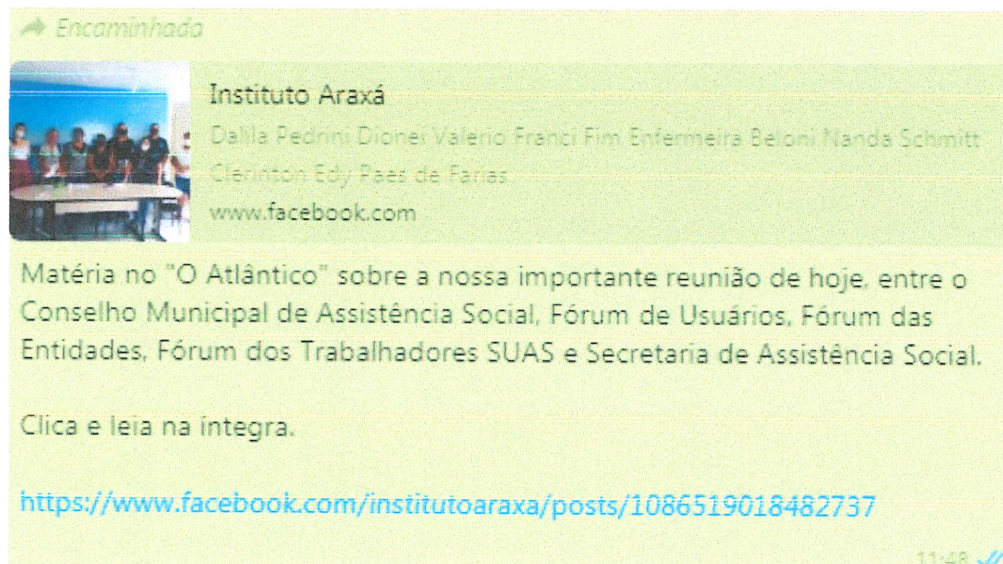 Encaminhada
Instituto Araxá
Dalila Pedrini Dionei Valerio Franci Fim Enfermeira Beloni Nanda Schmitt
Clerinton Edy Paes de Farias
www.facebook.com
Matéria no "O Atlântico" sobre a nossa importante reunião de hoje, entre o
Conselho Municipal de Assistência Social, Fórum de Usuários, Fórum das
Entidades, Fórum dos Trabalhadores SUAS e Secretaria de Assistência Social.
Clica e leia na íntegra.
https://www.facebook.com/institutoaraxa/posts/1086519018482737
11:48